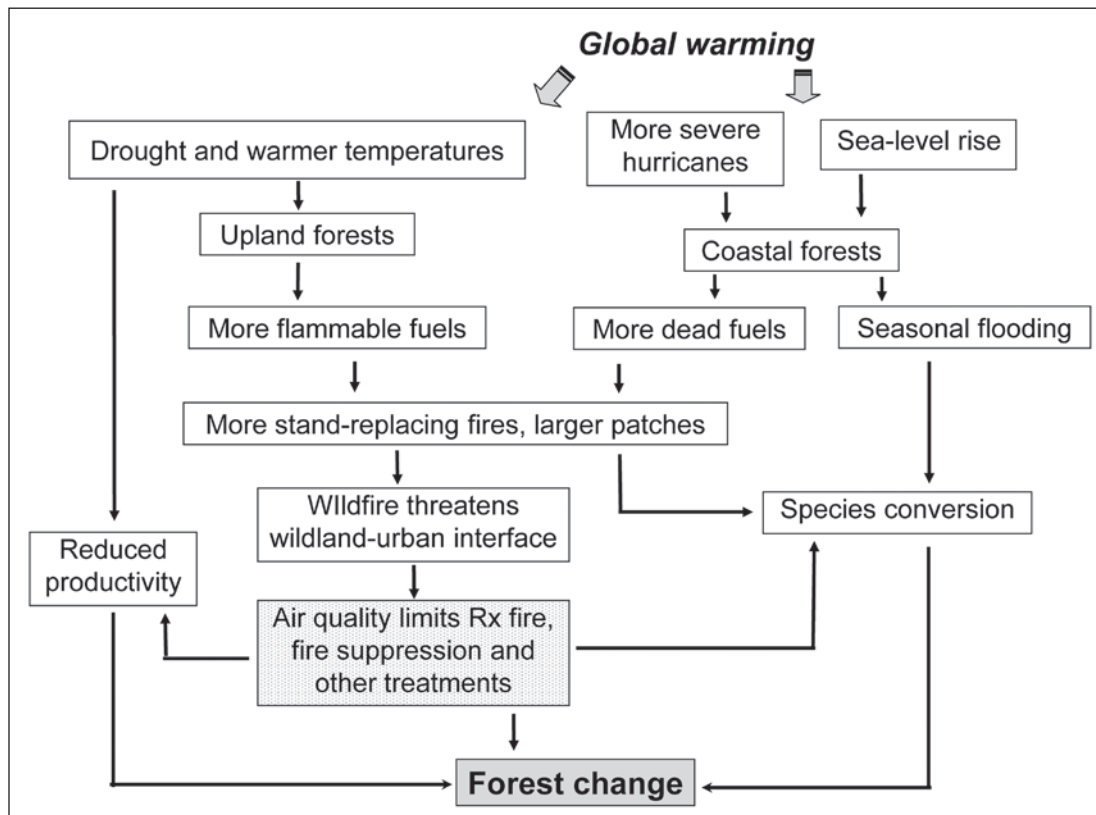 Global warming
Drought and warmer temperatures
More severe
hurricanes
Sea-level rise
Upland forests
Coastal forests
More flammable fuels
More dead fuels
Seasonal flooding
More stand-replacing fires, larger patches
WIldfire threatens
wildland-urban interface
Species conversion
Reduced
productivity
Air quality limits Rx fire,
fire suppression and
other treatments
Forest change